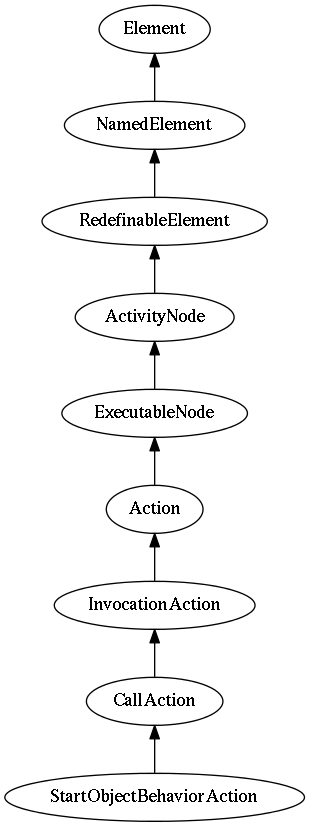 Element
NamedElement
RedefinableElement
ActivityNode
ExecutableNode
Action
InvocationAction
CallAction
StartObjectBehaviorAction